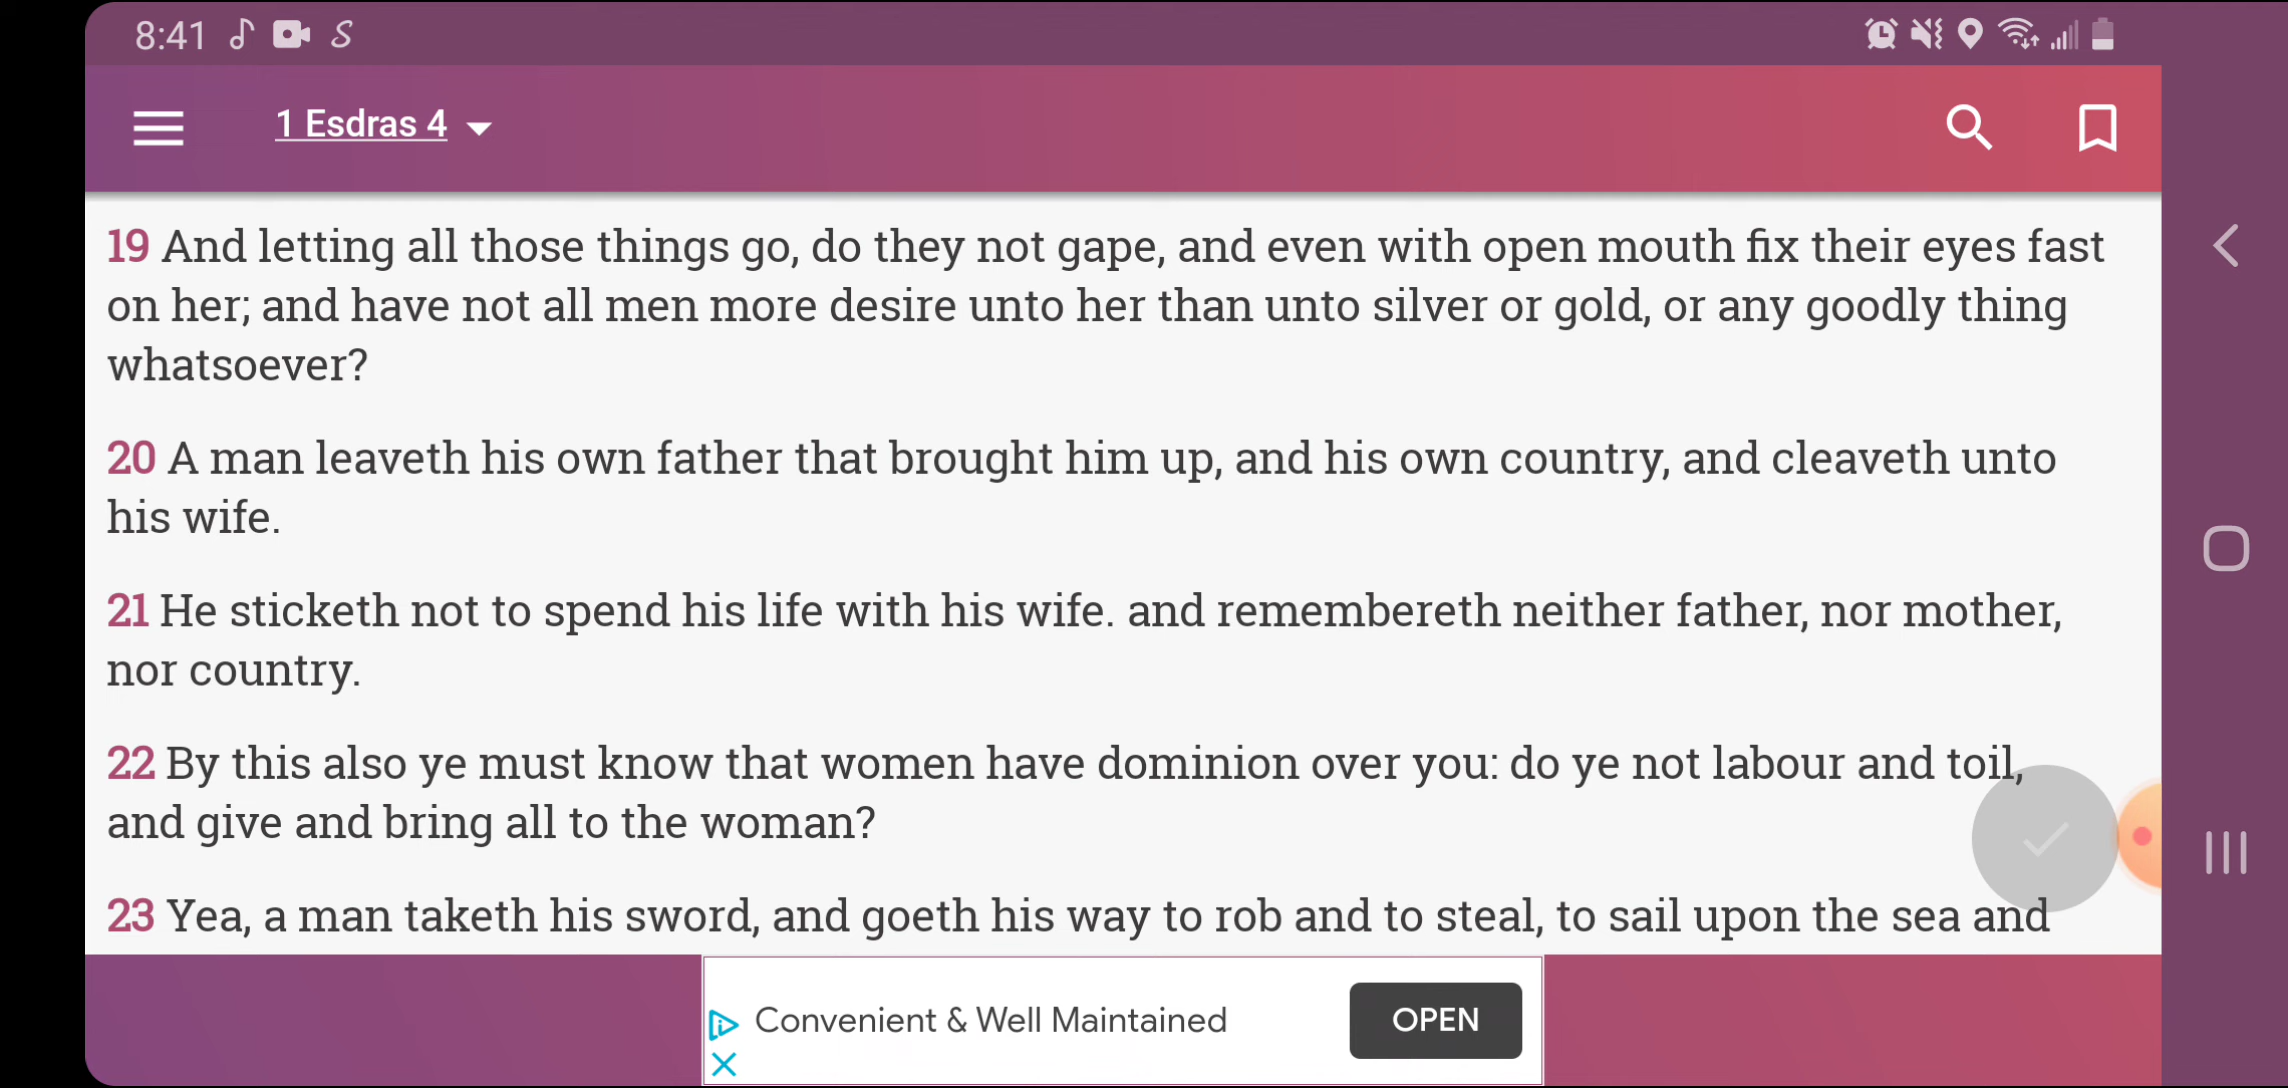 8:41
1 Esdras 4
19 And letting all those things go, do they not gape, and even with open mouth fix their eyes fast
on her; and have not all men more desire unto her than unto silver or gold, or any goodly thing
whatsoever?
20 A man leaveth his own father that brought him up, and his own country, and cleaveth unto
his wife.
21 He sticketh not to spend his life with his wife. and remembereth neither father, nor mother,
nor country.
22 By this also ye must know that women have dominion over you: do ye not labour and toil,
and give and bring all to the woman?
23 Yea, a man taketh his sword, and goeth his way to rob and to steal, to sail upon the sea and
Convenient & Well Maintained
OPEN